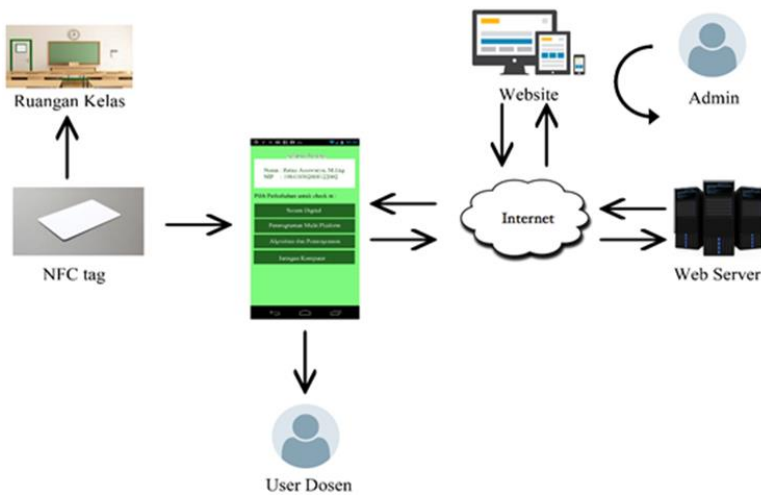 Ruangan Kelas
Website
Admin
Pilih Perkuliahan untuk check in :
Sistem Digital
Pemrograman Multi Platform
Algoritma dan Pemrograman
Jaringan Komputer
Internet
NFC tag
Web Server
User Dosen